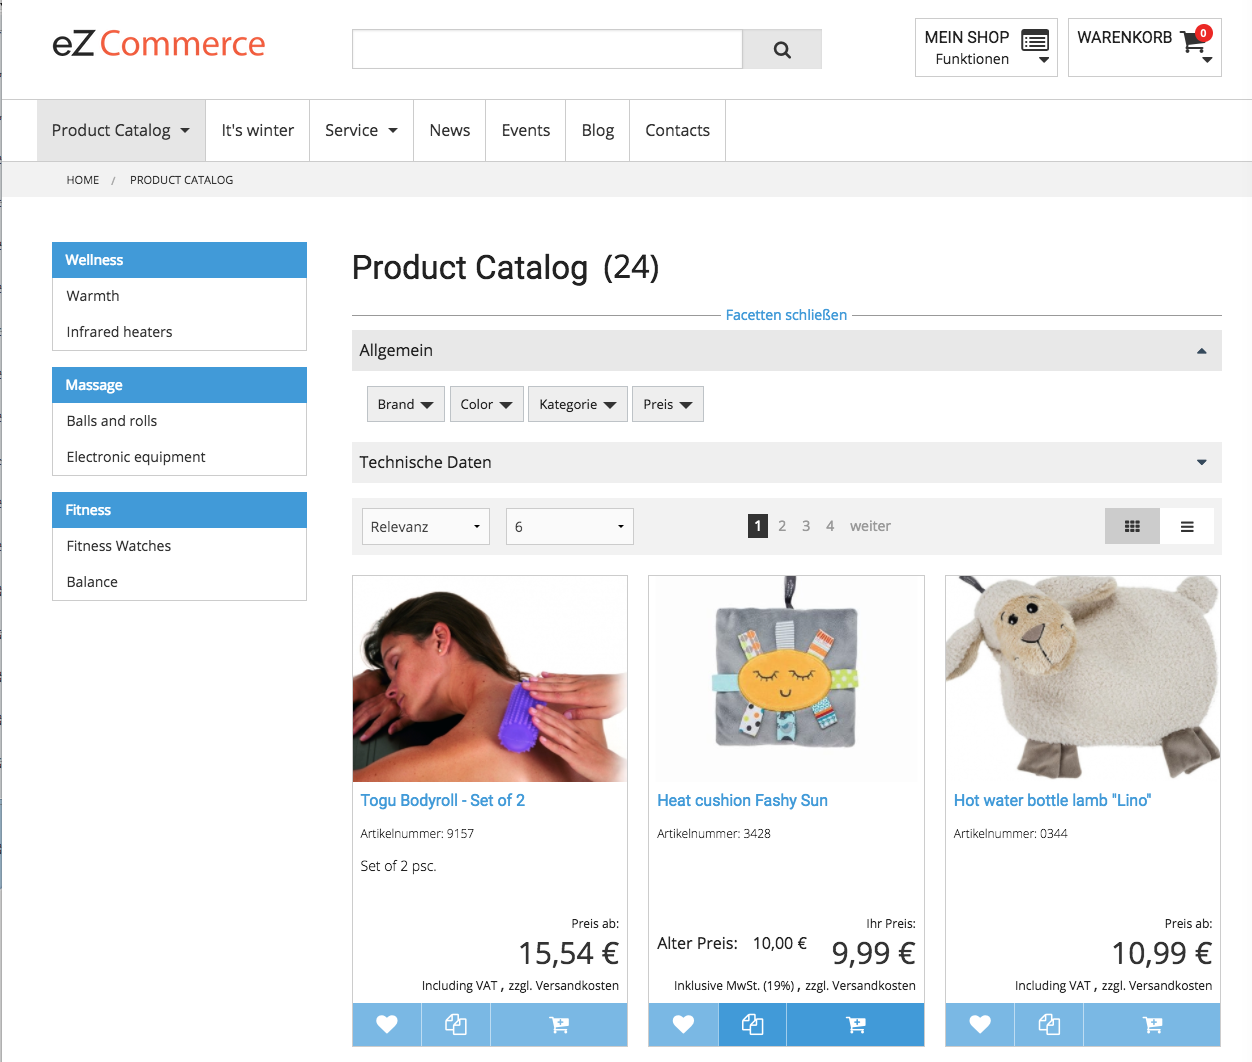 eZ Commerce
MEIN SHOP
Funktionen
WARENKORB
0
Product Catalog
It's winter
Service
News
Events
Blog
Contacts
HOME / PRODUCT CATALOG
Wellness
Warmth
Infrared heaters
Massage
Balls and rolls
Electronic equipment
Fitness
Fitness Watches
Balance
Product Catalog (24)
Facetten schließen
Allgemein
Brand
Color
Kategorie
Preis
Technische Daten
Relevanz
6
1 2 3 4 weiter
Togu Bodyroll - Set of 2
Artikelnummer: 9157
Set of 2 psc.
Preis ab:
15,54 €
Including VAT , zzgl. Versandkosten
Heat cushion Fashy Sun
Artikelnummer: 3428
Ihr Preis:
Alter Preis: 10,00 € 9,99 €
Inklusive MwSt. (19%) , zzgl. Versandkosten
Hot water bottle lamb "Lino"
Artikelnummer: 0344
Preis ab:
10,99 €
Including VAT , zzgl. Versandkosten